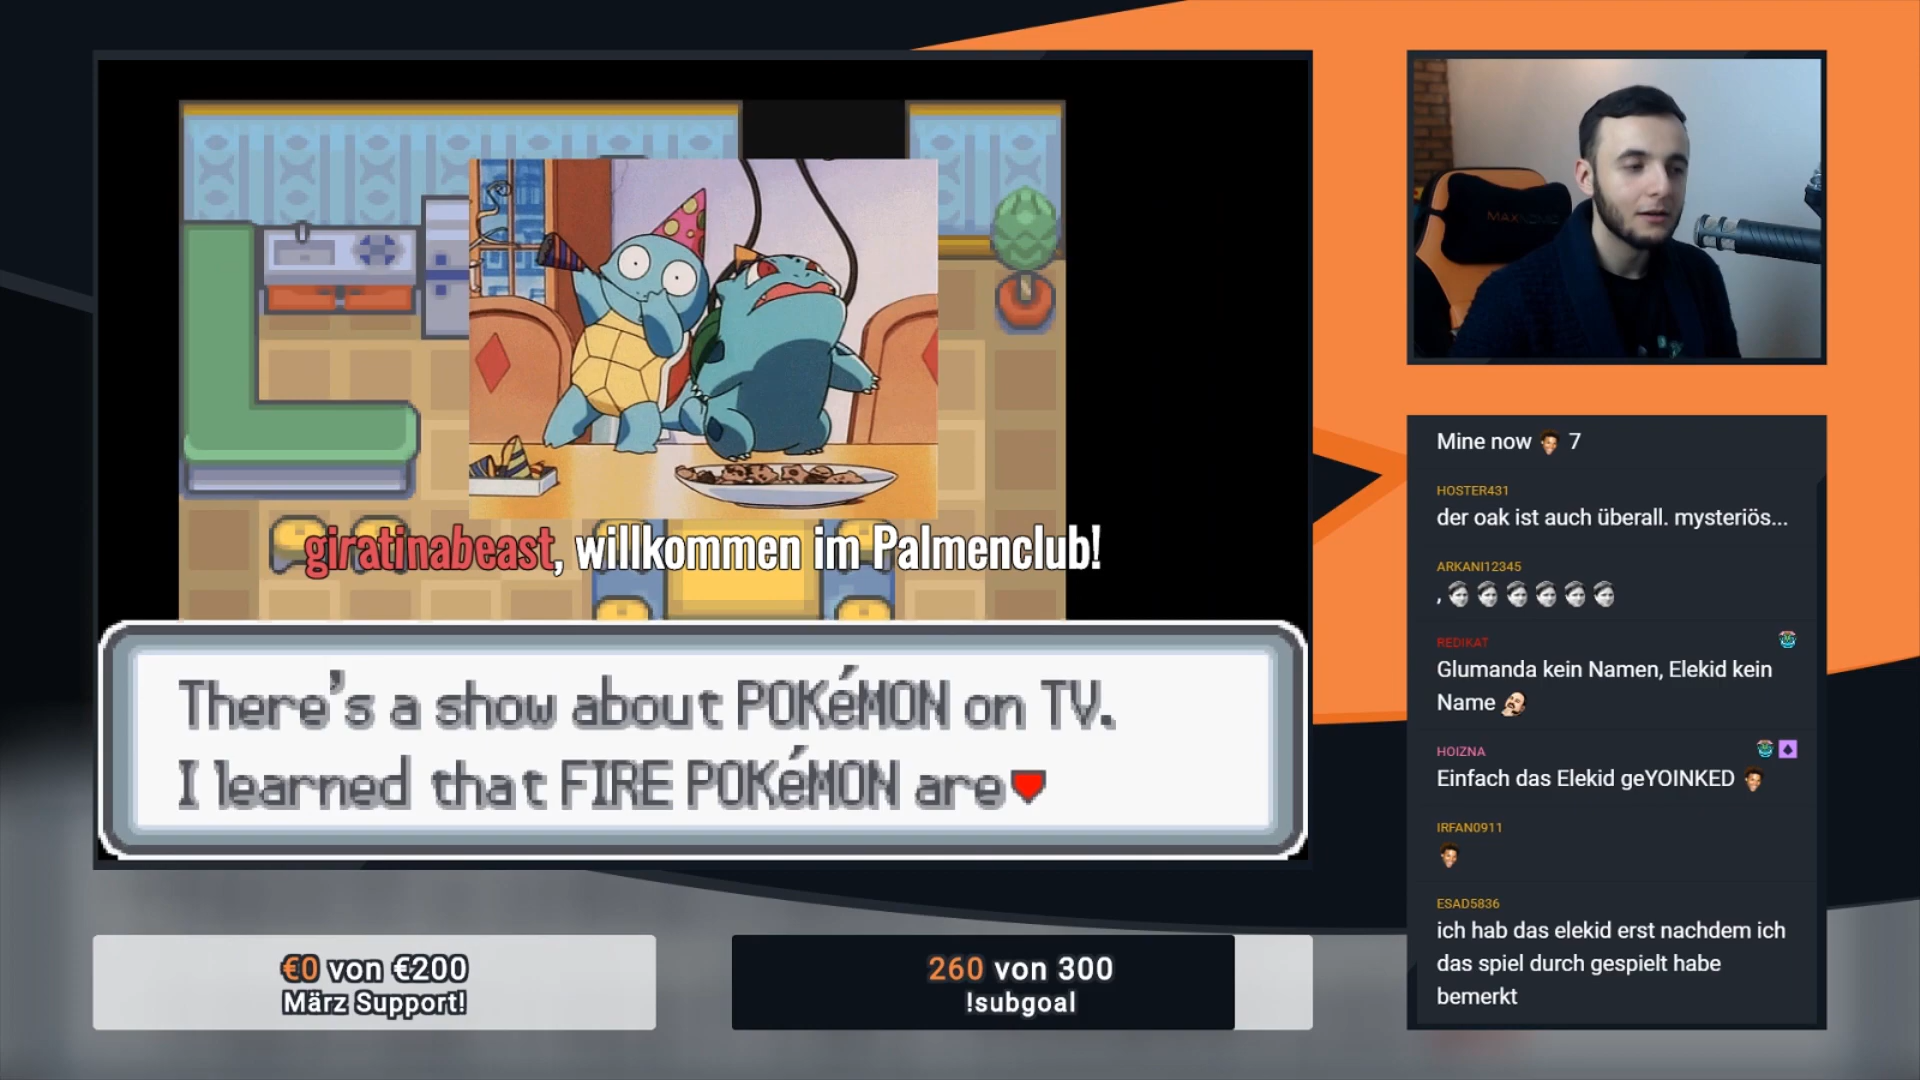 giratinabeast, willkommen im Palmenclub!
There's a show about POKéMON on TV.
I learned that FIRE POKéMON are
€0 von €200
März Support!
260 von 300
!subgoal
Mine now 7
HOSTER431
der oak ist auch überall. mysteriös...
ARKANI12345
,
REDIKAT
Glumanda kein Namen, Elekid kein
Name
HOIZNA
Einfach das Elekid geYOINKED
IRFAN0911
ESAD5836
ich hab das elekid erst nachdem ich
das spiel durch gespielt habe
bemerkt